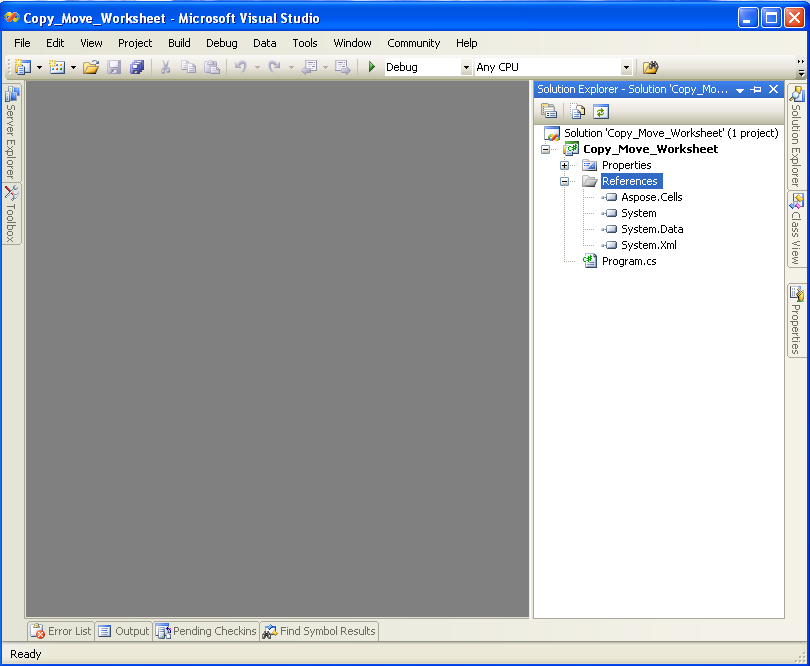 Copy_Move_Worksheet - Microsoft Visual Studio
File Edit View Project Build Debug Data Tools Window Community Help
Debug Any CPU
Server Explorer
Toolbox
Solution Explorer - Solution 'Copy_Mo...
Solution 'Copy_Move_Worksheet' (1 project)
Copy_Move_Worksheet
Properties
References
Aspose.Cells
System
System.Data
System.Xml
Program.cs
Solution Explorer
Class View
Properties
Error List Output Pending Checkins Find Symbol Results
Ready